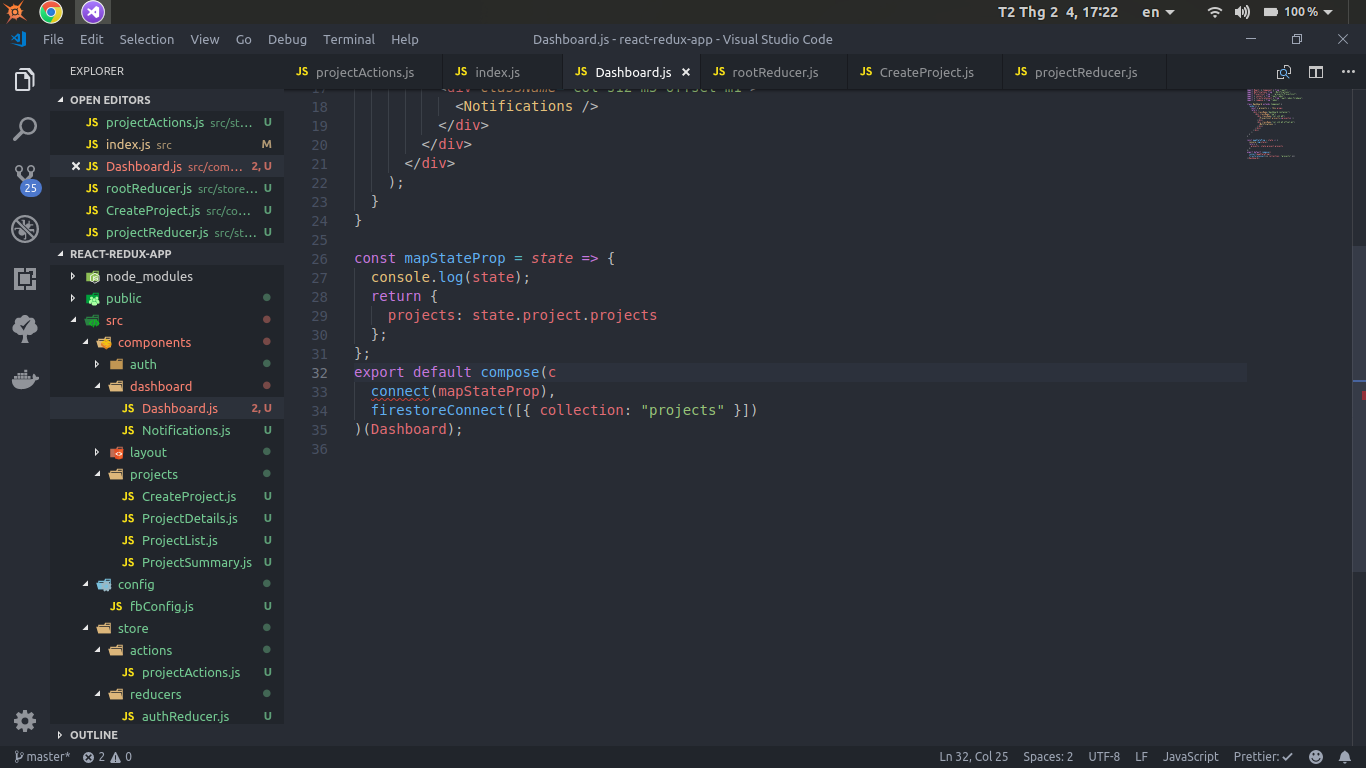 T2 Thg 2 4, 17:22
en
100 %
File Edit Selection View Go Debug Terminal Help
Dashboard.js - react-redux-app - Visual Studio Code
EXPLORER
JS projectActions.js
JS index.js
JS Dashboard.js ×
JS rootReducer.js
JS CreateProject.js
JS projectReducer.js
OPEN EDITORS
JS projectActions.js src/st... U
JS index.js src M
× JS Dashboard.js src/com... 2, U
JS rootReducer.js src/store... U
JS CreateProject.js src/co... U
JS projectReducer.js src/st... U
25
REACT-REDUX-APP
node_modules
public
src
components
auth
dashboard
JS Dashboard.js 2, U
JS Notifications.js U
layout
projects
JS CreateProject.js U
JS ProjectDetails.js U
JS ProjectList.js U
JS ProjectSummary.js U
config
JS fbConfig.js U
store
actions
JS projectActions.js U
reducers
JS authReducer.js U
OUTLINE
18 <Notifications />
19 </div>
20 </div>
21 </div>
22 );
23 }
24 }
25
26 const mapStateProp = state => {
27 console.log(state);
28 return {
29 projects: state.project.projects
30 };
31 };
32 export default compose(c
33 connect(mapStateProp),
34 firestoreConnect([{ collection: "projects" }])
35 )(Dashboard);
36
master* 2 0
Ln 32, Col 25 Spaces: 2 UTF-8 LF JavaScript Prettier: ✓